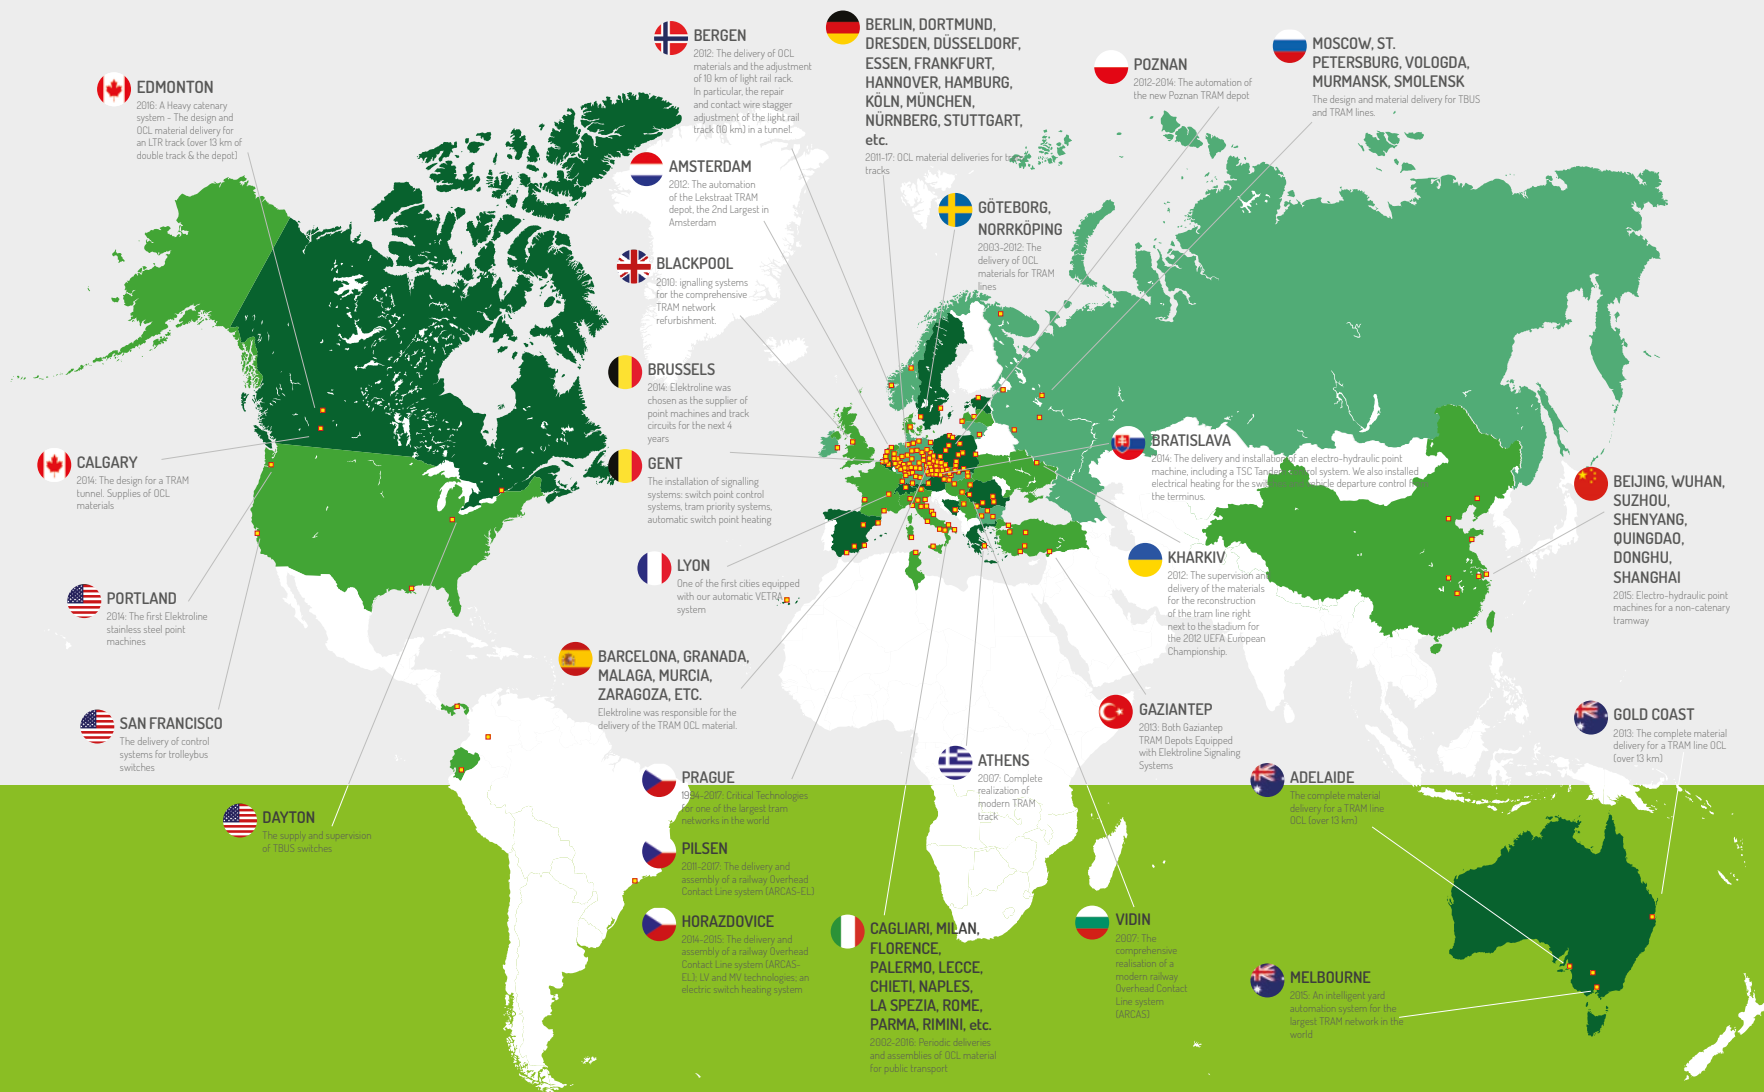 EDMONTON
2016: A Heavy catenary
system - The design and
OCL material delivery for
an LTR track (over 13 km of
double track & the depot)
BERGEN
2012: The delivery of OCL
materials and the adjustment
of 10 km of light rail rack.
In particular, the repair
and contact wire stagger
adjustment of the light rail
track (10 km) in a tunnel.
BERLIN, DORTMUND,
DRESDEN, DÜSSELDORF,
ESSEN, FRANKFURT,
HANNOVER, HAMBURG,
KÖLN, MÜNCHEN,
NÜRNBERG, STUTTGART,
etc.
2011-17: OCL material deliveries for tram
tracks
POZNAN
2012-2014: The automation of
the new Poznan TRAM depot
MOSCOW, ST.
PETERSBURG, VOLOGDA,
MURMANSK, SMOLENSK
The design and material delivery for TBUS
and TRAM lines.
AMSTERDAM
2012: The automation
of the Lekstraat TRAM
depot, the 2nd Largest in
Amsterdam
GÖTEBORG,
NORRKÖPING
2003-2012: The
delivery of OCL
materials for TRAM
lines
BLACKPOOL
2010: ignalling systems
for the comprehensive
TRAM network
refurbishment.
BRUSSELS
2014: Elektroline was
chosen as the supplier of
point machines and track
circuits for the next 4
years
CALGARY
2014: The design for a TRAM
tunnel. Supplies of OCL
materials
GENT
The installation of signalling
systems: switch point control
systems, tram priority systems,
automatic switch point heating
BRATISLAVA
2014: The delivery and installation of an electro-hydraulic point
machine, including a TSC Tander control system. We also installed
electrical heating for the switches and vehicle departure control f
the terminus.
BEIJING, WUHAN,
SUZHOU,
SHENYANG,
QUINGDAO,
DONGHU,
SHANGHAI
2015: Electro-hydraulic point
machines for a non-catenary
tramway
LYON
One of the first cities equipped
with our automatic VETRA
system
KHARKIV
2012: The supervision and
delivery of the materials
for the reconstruction
of the tram line right
next to the stadium for
the 2012 UEFA European
Championship.
PORTLAND
2014: The first Elektroline
stainless steel point
machines
BARCELONA, GRANADA,
MALAGA, MURCIA,
ZARAGOZA, ETC.
Elektroline was responsible for the
delivery of the TRAM OCL material.
SAN FRANCISCO
The delivery of control
systems for trolleybus
switches
GAZIANTEP
2013: Both Gaziantep
TRAM Depots Equipped
with Elektroline Signaling
Systems
GOLD COAST
2013: The complete material
delivery for a TRAM line OCL
(over 13 km)
ATHENS
2007: Complete
realization of
modern TRAM
track
PRAGUE
1994-2017: Critical Technologies
for one of the largest tram
networks in the world
ADELAIDE
The complete material
delivery for a TRAM line
OCL (over 13 km)
DAYTON
The supply and supervision
of TBUS switches
PILSEN
2011-2017: The delivery and
assembly of a railway Overhead
Contact Line system (ARCAS-EL)
HORAZDOVICE
2014-2015: The delivery and
assembly of a railway Overhead
Contact Line system (ARCAS-
EL); LV and MV technologies; an
electric switch heating system
CAGLIARI, MILAN,
FLORENCE,
PALERMO, LECCE,
CHIETI, NAPLES,
LA SPEZIA, ROME,
PARMA, RIMINI, etc.
2002-2016: Periodic deliveries
and assemblies of OCL material
for public transport
VIDIN
2007: The
comprehensive
realisation of a
modern railway
Overhead Contact
Line system
(ARCAS)
MELBOURNE
2015: An intelligent yard
automation system for the
largest TRAM network in the
world